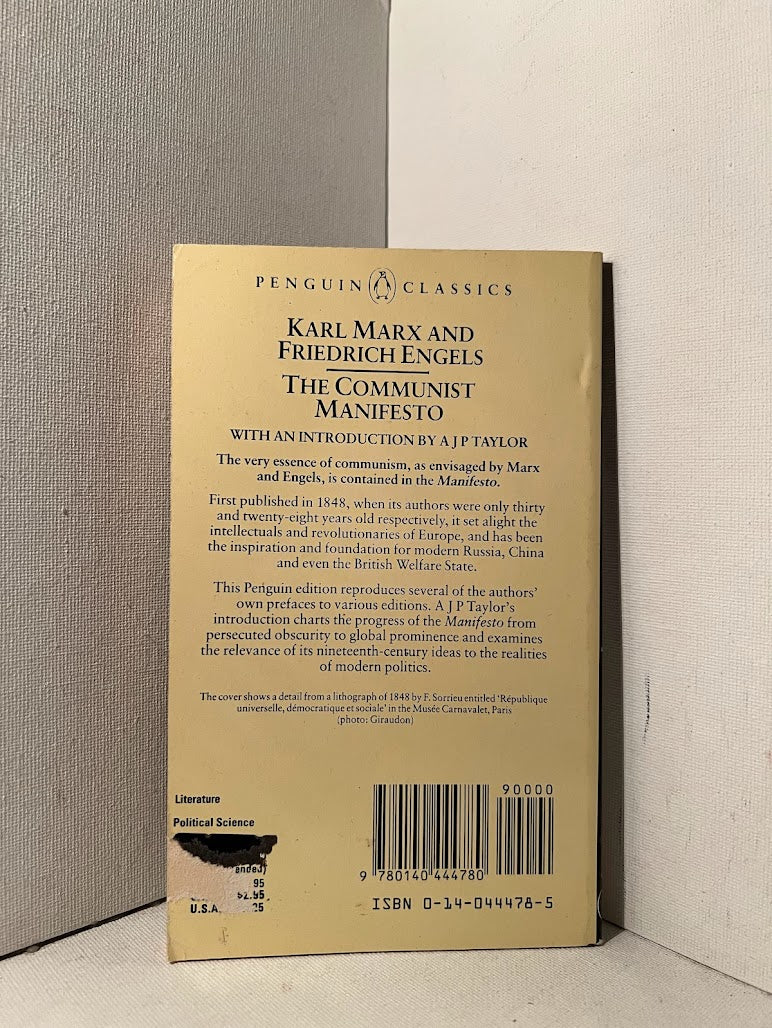 PENGUIN CLASSICS
KARL MARX AND
FRIEDRICH ENGELS
THE COMMUNIST
MANIFESTO
WITH AN INTRODUCTION BY A J P TAYLOR
The very essence of communism, as envisaged by Marx
and Engels, is contained in the Manifesto.
First published in 1848, when its authors were only thirty
and twenty-eight years old respectively, it set alight the
intellectuals and revolutionaries of Europe, and has been
the inspiration and foundation for modern Russia, China
and even the British Welfare State.
This Penguin edition reproduces several of the authors'
own prefaces to various editions. A J P Taylor's
introduction charts the progress of the Manifesto from
persecuted obscurity to global prominence and examines
the relevance of its nineteenth-century ideas to the realities
of modern politics.
The cover shows a detail from a lithograph of 1848 by F. Sorrieu entitled 'République
universelle, démocratique et sociale' in the Musée Carnavalet, Paris
(photo: Giraudon)
Literature
Political Science
ended)
95
$2.95
U.S.A. 25
90000
9 780140 444780
ISBN 0-14-044478-5